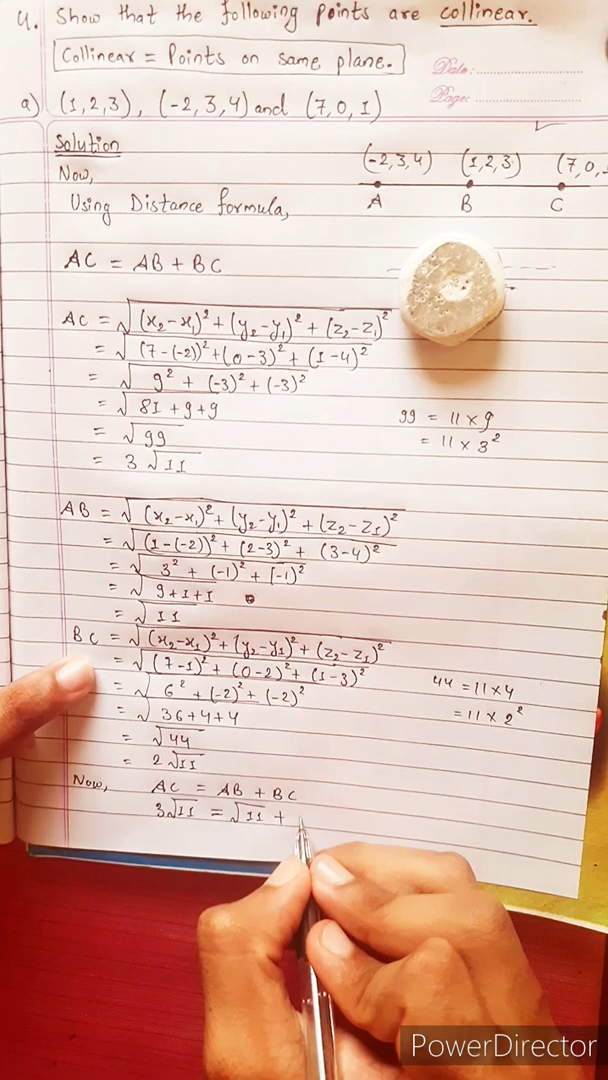 4. Show that the following points are collinear.
Collinear = Points on same plane.
Date:
Page:
a) (1,2,3), (-2,3,4) and (7,0,1)
Solution
(-2,3,4) (1,2,3) (7,0,
Now,
A B C
Using Distance formula,
AC = AB + BC
AC = √(x₂-x₁)² + (y₂-y₁)² + (z₂-z₁)²
= √(7-(-2))² + (0-3)² + (1-4)²
= √9² + (-3)² + (-3)²
= √81+9+9
99 = 11 × 9
= √99
= 11 × 3²
= 3√11
AB = √(x₂-x₁)² + (y₂-y₁)² + (z₂-z₁)²
= √(1-(-2))² + (2-3)² + (3-4)²
= √3² + (-1)² + (-1)²
= √9+1+1
= √11
BC = √(x₂-x₁)² + (y₂-y₁)² + (z₂-z₁)²
= √(7-1)² + (0-2)² + (1-3)²
= √6² + (-2)² + (-2)²
44 = 11 × 4
= √36+4+4
= 11 × 2²
= √44
= 2√11
Now, AC = AB + BC
3√11 = √11 +
PowerDirector